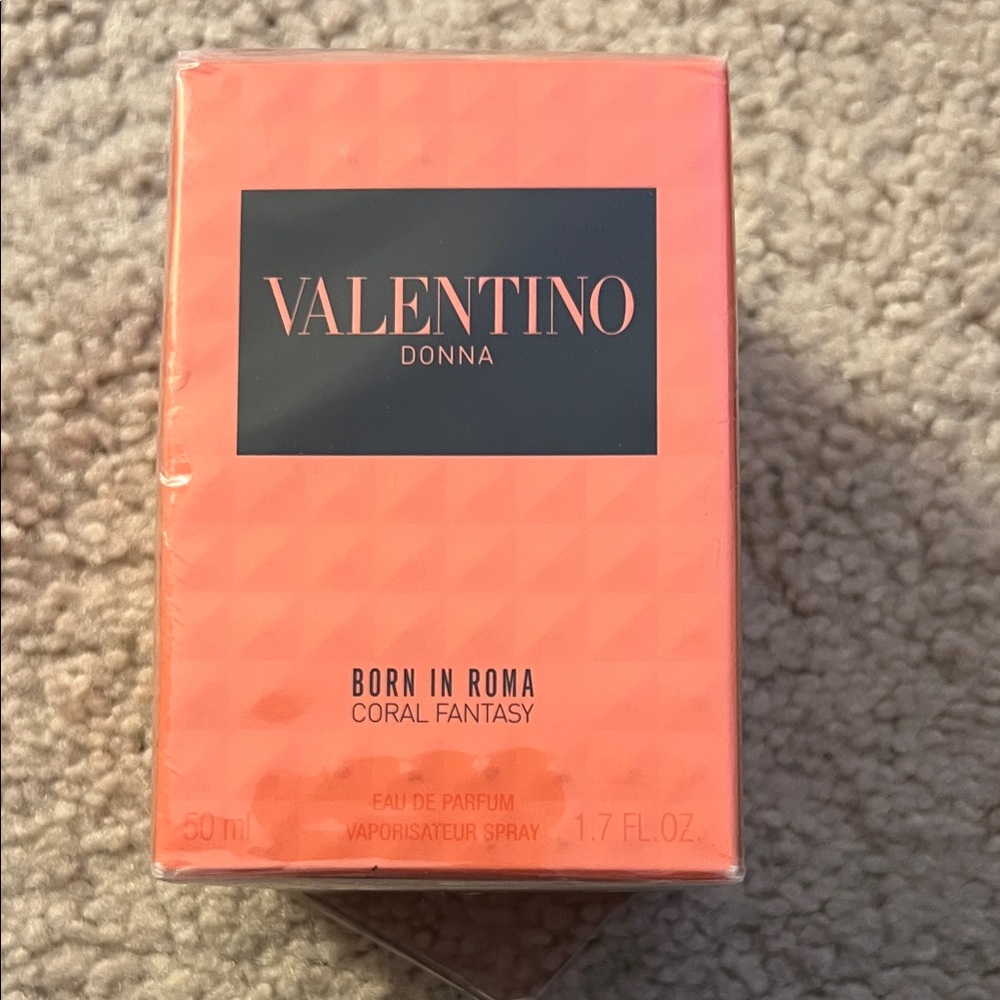 VALENTINO
DONNA
BORN IN ROMA
CORAL FANTASY
EAU DE PARFUM
50 ml VAPORISATEUR SPRAY 1.7 FL.OZ.